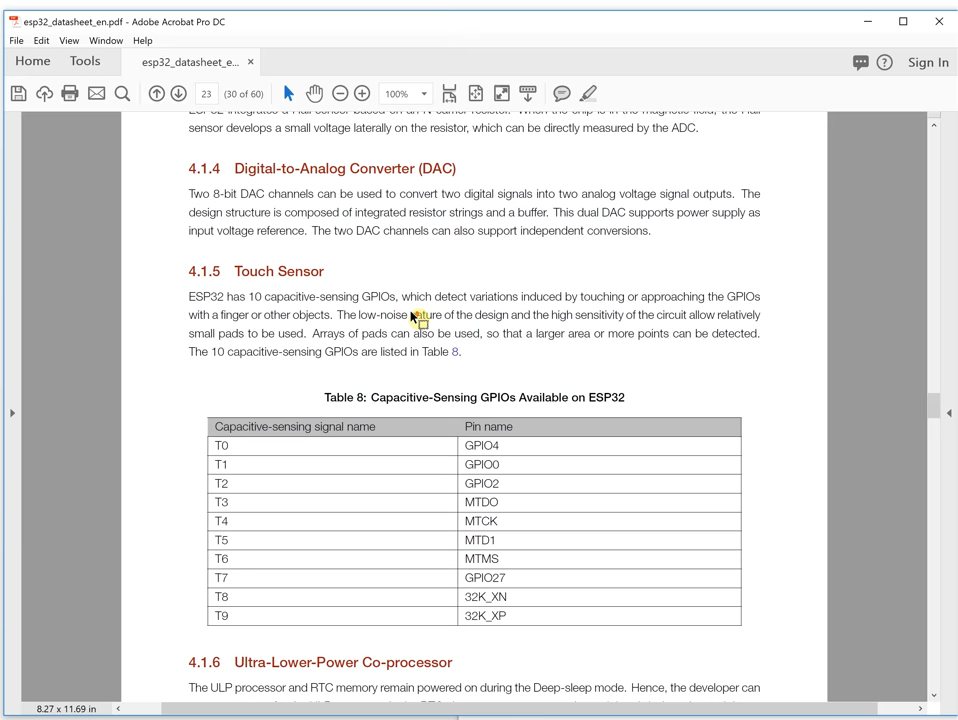 esp32_datasheet_en.pdf - Adobe Acrobat Pro DC
File Edit View Window Help
Home Tools esp32_datasheet_e... × Sign In
23 (30 of 60) 100%
sensor develops a small voltage laterally on the resistor, which can be directly measured by the ADC.
4.1.4 Digital-to-Analog Converter (DAC)
Two 8-bit DAC channels can be used to convert two digital signals into two analog voltage signal outputs. The
design structure is composed of integrated resistor strings and a buffer. This dual DAC supports power supply as
input voltage reference. The two DAC channels can also support independent conversions.
4.1.5 Touch Sensor
ESP32 has 10 capacitive-sensing GPIOs, which detect variations induced by touching or approaching the GPIOs
with a finger or other objects. The low-noise nature of the design and the high sensitivity of the circuit allow relatively
small pads to be used. Arrays of pads can also be used, so that a larger area or more points can be detected.
The 10 capacitive-sensing GPIOs are listed in Table 8.
Table 8: Capacitive-Sensing GPIOs Available on ESP32
Capacitive-sensing signal name Pin name
T0 GPIO4
T1 GPIO0
T2 GPIO2
T3 MTDO
T4 MTCK
T5 MTD1
T6 MTMS
T7 GPIO27
T8 32K_XN
T9 32K_XP
4.1.6 Ultra-Lower-Power Co-processor
The ULP processor and RTC memory remain powered on during the Deep-sleep mode. Hence, the developer can
8.27 x 11.69 in